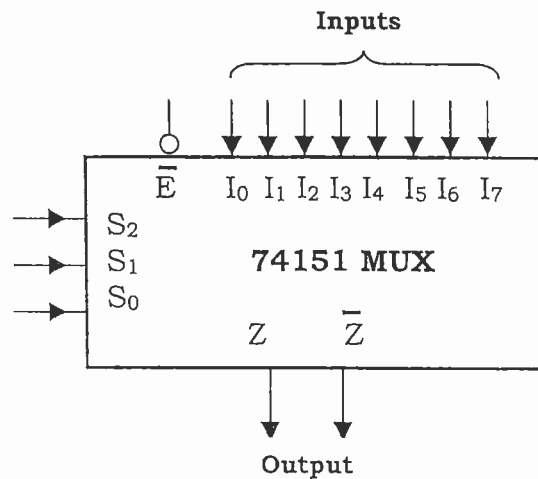 Inputs
E̅ I₀ I₁ I₂ I₃ I₄ I₅ I₆ I₇
S₂
S₁
74151 MUX
S₀
Z Z̅
Output